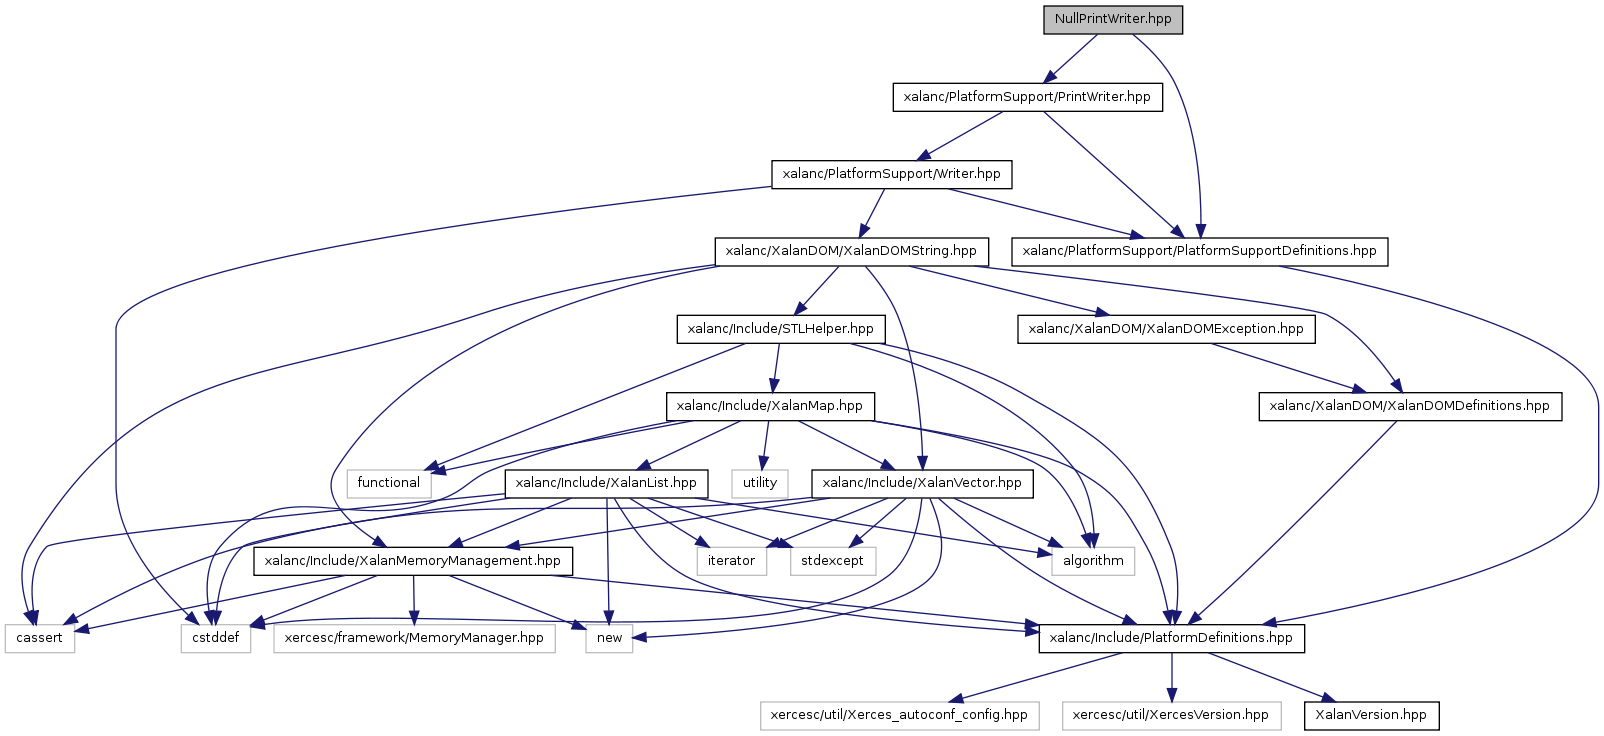 NullPrintWriter.hpp
xalanc/PlatformSupport/PrintWriter.hpp
xalanc/PlatformSupport/Writer.hpp
xalanc/XalanDOM/XalanDOMString.hpp
xalanc/PlatformSupport/PlatformSupportDefinitions.hpp
xalanc/Include/STLHelper.hpp
xalanc/XalanDOM/XalanDOMException.hpp
xalanc/Include/XalanMap.hpp
xalanc/XalanDOM/XalanDOMDefinitions.hpp
functional
xalanc/Include/XalanList.hpp
utility
xalanc/Include/XalanVector.hpp
xalanc/Include/XalanMemoryManagement.hpp
iterator
stdexcept
algorithm
cassert
cstddef
xercesc/framework/MemoryManager.hpp
new
xalanc/Include/PlatformDefinitions.hpp
xercesc/util/Xerces_autoconf_config.hpp
xercesc/util/XercesVersion.hpp
XalanVersion.hpp